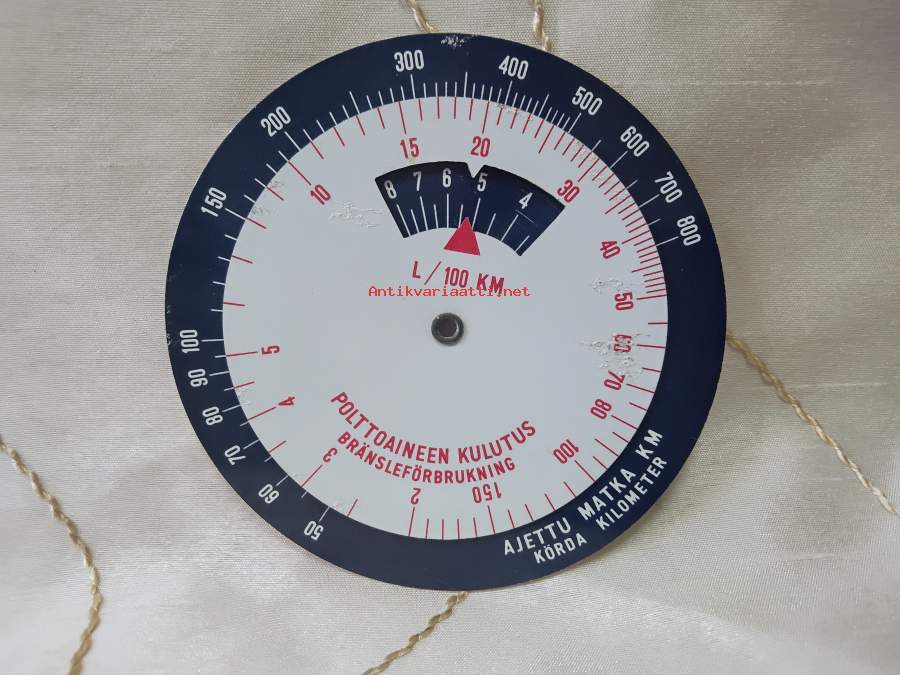 50 60 70 80 90 100 150 200 300 400 500 600 700 800
2 3 4 5 10 15 20 30 40 50 60 70 80 100 150
8 7 6 5 4
L/100 KM
Antikvariaatti.net
POLTTOAINEEN KULUTUS
BRÄNSLEFÖRBRUKNING
AJETTU MATKA KM
KÖRDA KILOMETER